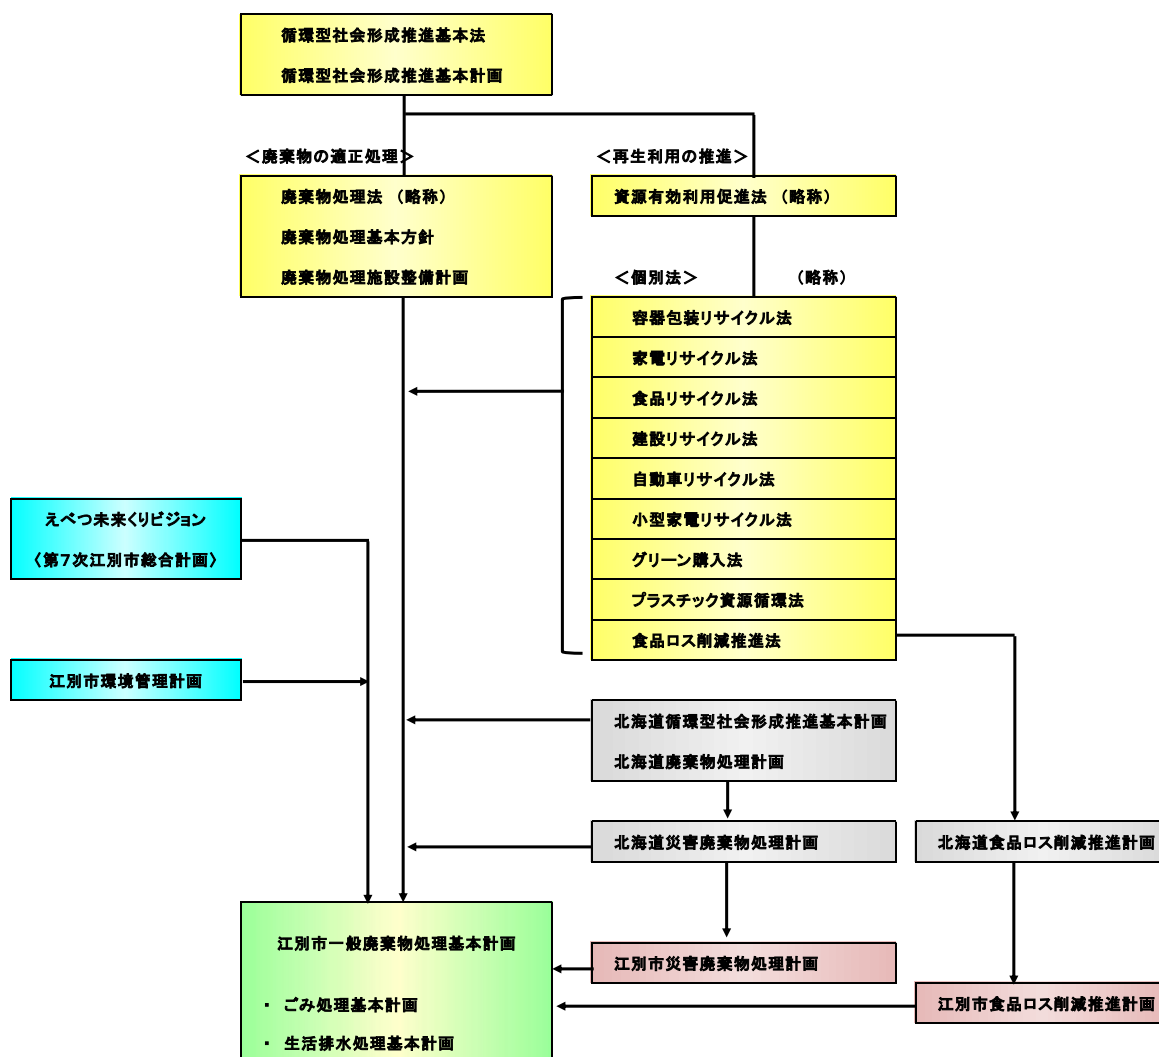 循環型社会形成推進基本法
循環型社会形成推進基本計画
＜廃棄物の適正処理＞
＜再生利用の推進＞
廃棄物処理法　（略称）
廃棄物処理基本方針
廃棄物処理施設整備計画
資源有効利用促進法　（略称）
＜個別法＞　（略称）
容器包装リサイクル法
家電リサイクル法
食品リサイクル法
建設リサイクル法
自動車リサイクル法
小型家電リサイクル法
グリーン購入法
プラスチック資源循環法
食品ロス削減推進法
えべつ未来くりビジョン
〈第７次江別市総合計画〉
江別市環境管理計画
北海道循環型社会形成推進基本計画
北海道廃棄物処理計画
北海道災害廃棄物処理計画
北海道食品ロス削減推進計画
江別市一般廃棄物処理基本計画
・　ごみ処理基本計画
・　生活排水処理基本計画
江別市災害廃棄物処理計画
江別市食品ロス削減推進計画